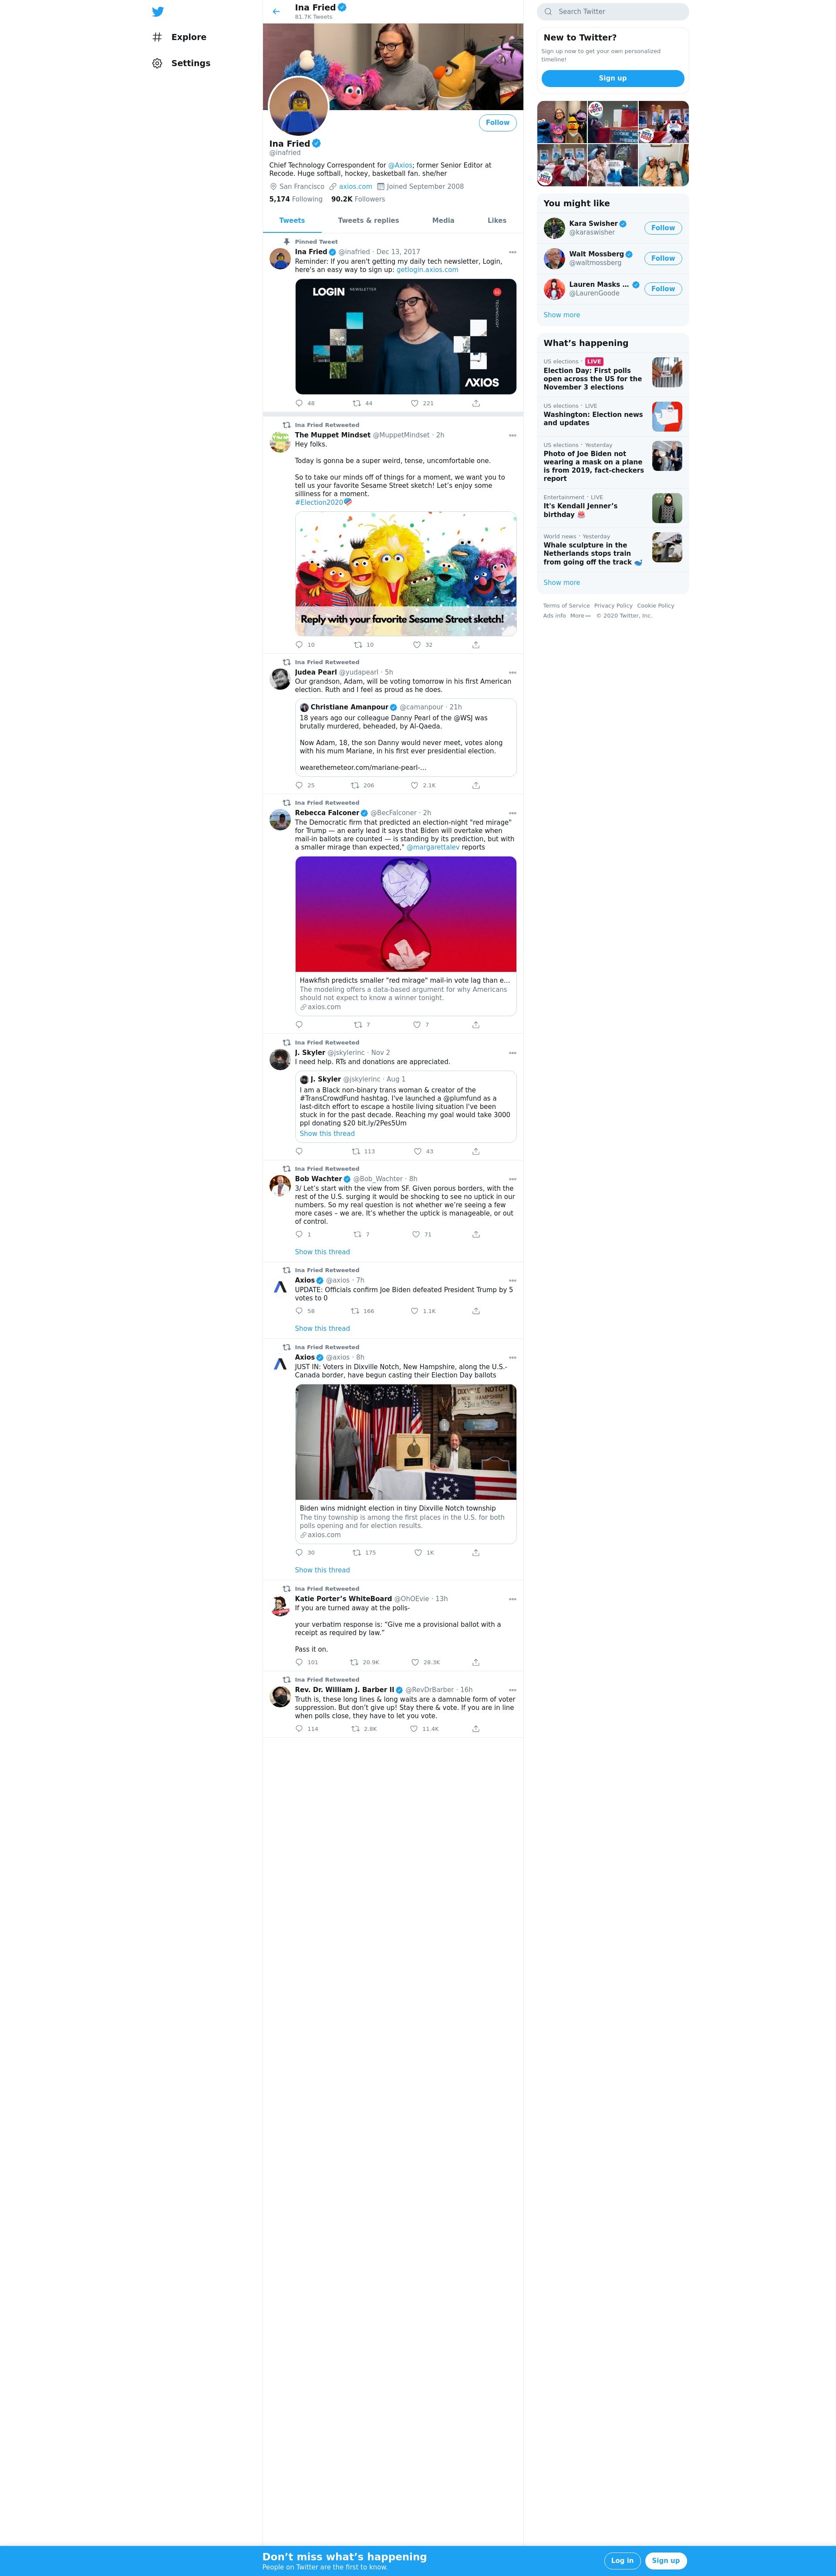 Explore
Settings
Ina Fried
81.7K Tweets
Follow
Ina Fried
@inafried
Chief Technology Correspondent for @Axios; former Senior Editor at
Recode. Huge softball, hockey, basketball fan. she/her
San Francisco axios.com Joined September 2008
5,174 Following 90.2K Followers
Tweets Tweets & replies Media Likes
Pinned Tweet
Ina Fried @inafried · Dec 13, 2017
Reminder: If you aren't getting my daily tech newsletter, Login,
here's an easy way to sign up: getlogin.axios.com
LOGIN NEWSLETTER
TECHNOLOGY
AXIOS
48 44 221
Ina Fried Retweeted
The Muppet Mindset @MuppetMindset · 2h
Hey folks.
Today is gonna be a super weird, tense, uncomfortable one.
So to take our minds off of things for a moment, we want you to
tell us your favorite Sesame Street sketch! Let's enjoy some
silliness for a moment.
#Election2020
Reply with your favorite Sesame Street sketch!
10 10 32
Ina Fried Retweeted
Judea Pearl @yudapearl · 5h
Our grandson, Adam, will be voting tomorrow in his first American
election. Ruth and I feel as proud as he does.
Christiane Amanpour @camanpour · 21h
18 years ago our colleague Danny Pearl of the @WSJ was
brutally murdered, beheaded, by Al-Qaeda.
Now Adam, 18, the son Danny would never meet, votes along
with his mum Mariane, in his first ever presidential election.
wearethemeteor.com/mariane-pearl-…
25 206 2.1K
Ina Fried Retweeted
Rebecca Falconer @BecFalconer · 2h
The Democratic firm that predicted an election-night "red mirage"
for Trump — an early lead it says that Biden will overtake when
mail-in ballots are counted — is standing by its prediction, but with
a smaller mirage than expected," @margarettalev reports
Hawkfish predicts smaller "red mirage" mail-in vote lag than e…
The modeling offers a data-based argument for why Americans
should not expect to know a winner tonight.
axios.com
7 7
Ina Fried Retweeted
J. Skyler @jskylerinc · Nov 2
I need help. RTs and donations are appreciated.
J. Skyler @jskylerinc · Aug 1
I am a Black non-binary trans woman & creator of the
#TransCrowdFund hashtag. I've launched a @plumfund as a
last-ditch effort to escape a hostile living situation I've been
stuck in for the past decade. Reaching my goal would take 3000
ppl donating $20 bit.ly/2Pes5Um
Show this thread
113 43
Ina Fried Retweeted
Bob Wachter @Bob_Wachter · 8h
3/ Let's start with the view from SF. Given porous borders, with the
rest of the U.S. surging it would be shocking to see no uptick in our
numbers. So my real question is not whether we're seeing a few
more cases – we are. It's whether the uptick is manageable, or out
of control.
1 7 71
Show this thread
Ina Fried Retweeted
Axios @axios · 7h
UPDATE: Officials confirm Joe Biden defeated President Trump by 5
votes to 0
58 166 1.1K
Show this thread
Ina Fried Retweeted
Axios @axios · 8h
JUST IN: Voters in Dixville Notch, New Hampshire, along the U.S.-
Canada border, have begun casting their Election Day ballots
DIXVILLE NOTCH
Biden wins midnight election in tiny Dixville Notch township
The tiny township is among the first places in the U.S. for both
polls opening and for election results.
axios.com
30 175 1K
Show this thread
Ina Fried Retweeted
Katie Porter's WhiteBoard @OhOEvie · 13h
If you are turned away at the polls-
your verbatim response is: "Give me a provisional ballot with a
receipt as required by law."
Pass it on.
101 20.9K 28.3K
Ina Fried Retweeted
Rev. Dr. William J. Barber II @RevDrBarber · 16h
Truth is, these long lines & long waits are a damnable form of voter
suppression. But don't give up! Stay there & vote. If you are in line
when polls close, they have to let you vote.
114 2.8K 11.4K
Search Twitter
New to Twitter?
Sign up now to get your own personalized
timeline!
Sign up
You might like
Kara Swisher
@karaswisher
Follow
Walt Mossberg
@waltmossberg
Follow
Lauren Masks …
@LaurenGoode
Follow
Show more
What's happening
US elections · LIVE
Election Day: First polls
open across the US for the
November 3 elections
US elections · LIVE
Washington: Election news
and updates
US elections · Yesterday
Photo of Joe Biden not
wearing a mask on a plane
is from 2019, fact-checkers
report
Entertainment · LIVE
It's Kendall Jenner's
birthday
World news · Yesterday
Whale sculpture in the
Netherlands stops train
from going off the track
Show more
Terms of Service Privacy Policy Cookie Policy
Ads info More © 2020 Twitter, Inc.
Don't miss what's happening
People on Twitter are the first to know.
Log in Sign up